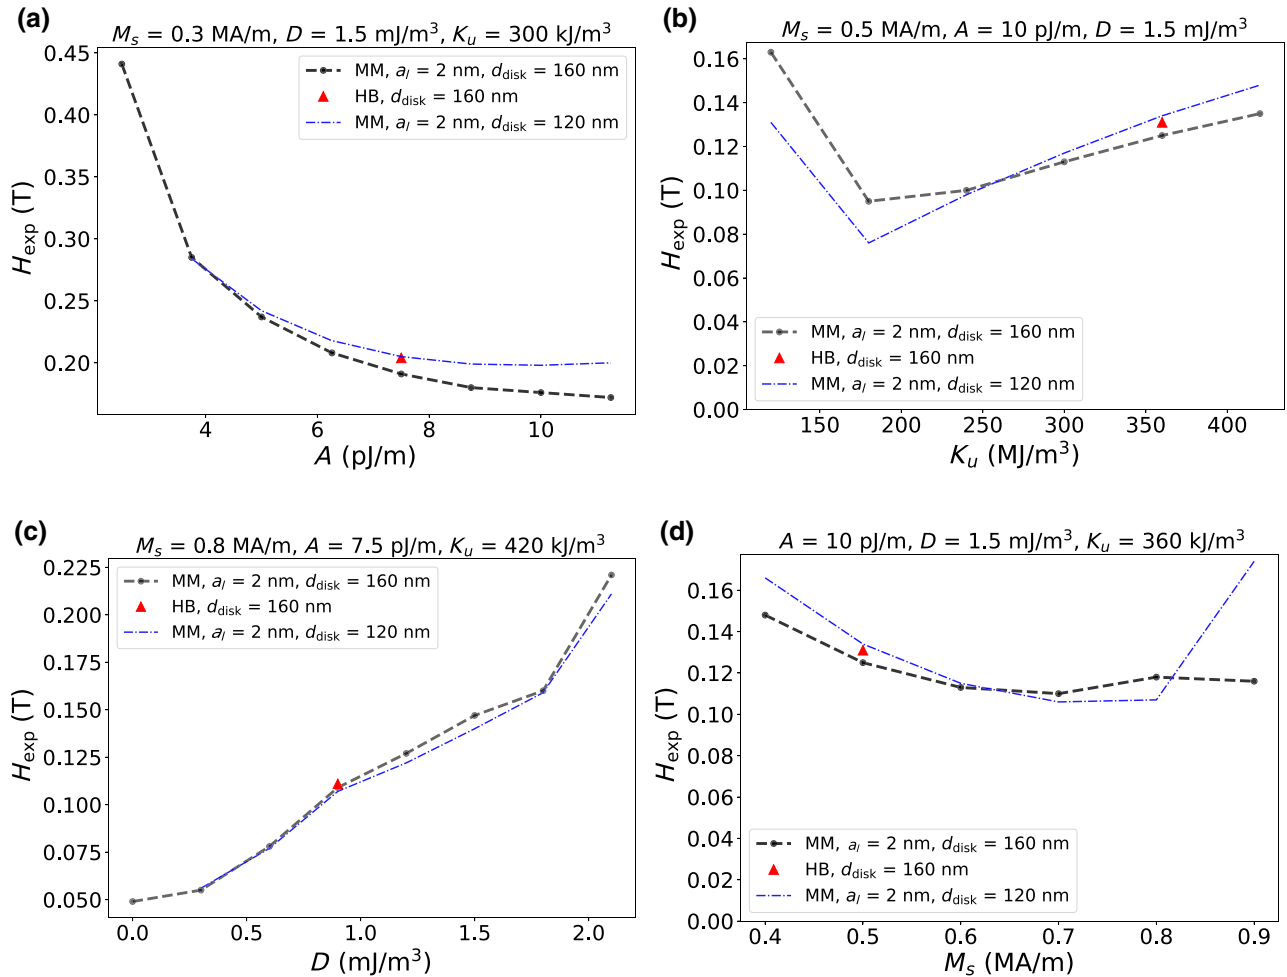 (a)
M_s = 0.3 MA/m, D = 1.5 mJ/m³, K_u = 300 kJ/m³
0.45
0.40
0.35
0.30
0.25
0.20
H_exp (T)
MM, a_l = 2 nm, d_disk = 160 nm
HB, d_disk = 160 nm
MM, a_l = 2 nm, d_disk = 120 nm
4 6 8 10
A (pJ/m)
(b)
M_s = 0.5 MA/m, A = 10 pJ/m, D = 1.5 mJ/m³
0.16
0.14
0.12
0.10
0.08
0.06
0.04
0.02
0.00
H_exp (T)
MM, a_l = 2 nm, d_disk = 160 nm
HB, d_disk = 160 nm
MM, a_l = 2 nm, d_disk = 120 nm
150 200 250 300 350 400
K_u (MJ/m³)
(c)
M_s = 0.8 MA/m, A = 7.5 pJ/m, K_u = 420 kJ/m³
0.225
0.200
0.175
0.150
0.125
0.100
0.075
0.050
H_exp (T)
MM, a_l = 2 nm, d_disk = 160 nm
HB, d_disk = 160 nm
MM, a_l = 2 nm, d_disk = 120 nm
0.0 0.5 1.0 1.5 2.0
D (mJ/m³)
(d)
A = 10 pJ/m, D = 1.5 mJ/m³, K_u = 360 kJ/m³
0.16
0.14
0.12
0.10
0.08
0.06
0.04
0.02
0.00
H_exp (T)
MM, a_l = 2 nm, d_disk = 160 nm
HB, d_disk = 160 nm
MM, a_l = 2 nm, d_disk = 120 nm
0.4 0.5 0.6 0.7 0.8 0.9
M_s (MA/m)